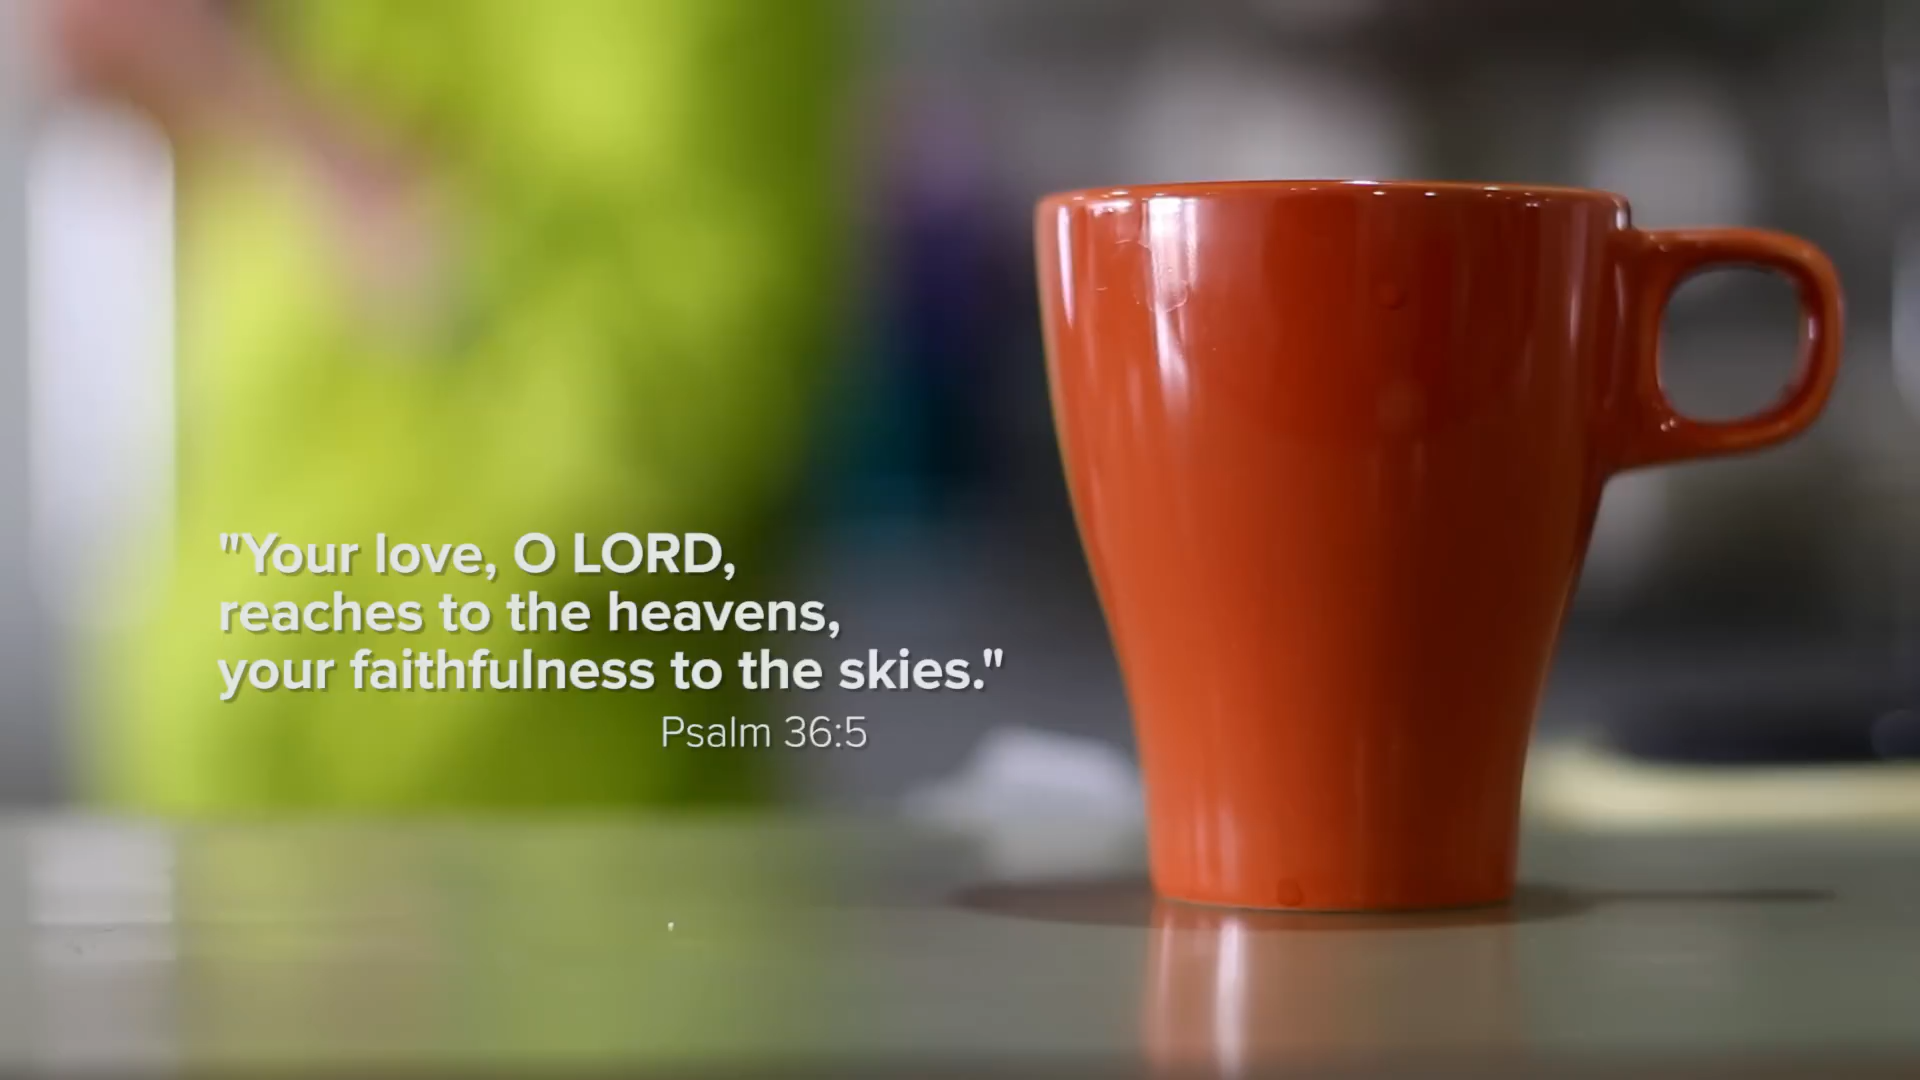 "Your love, O LORD,
reaches to the heavens,
your faithfulness to the skies."
Psalm 36:5